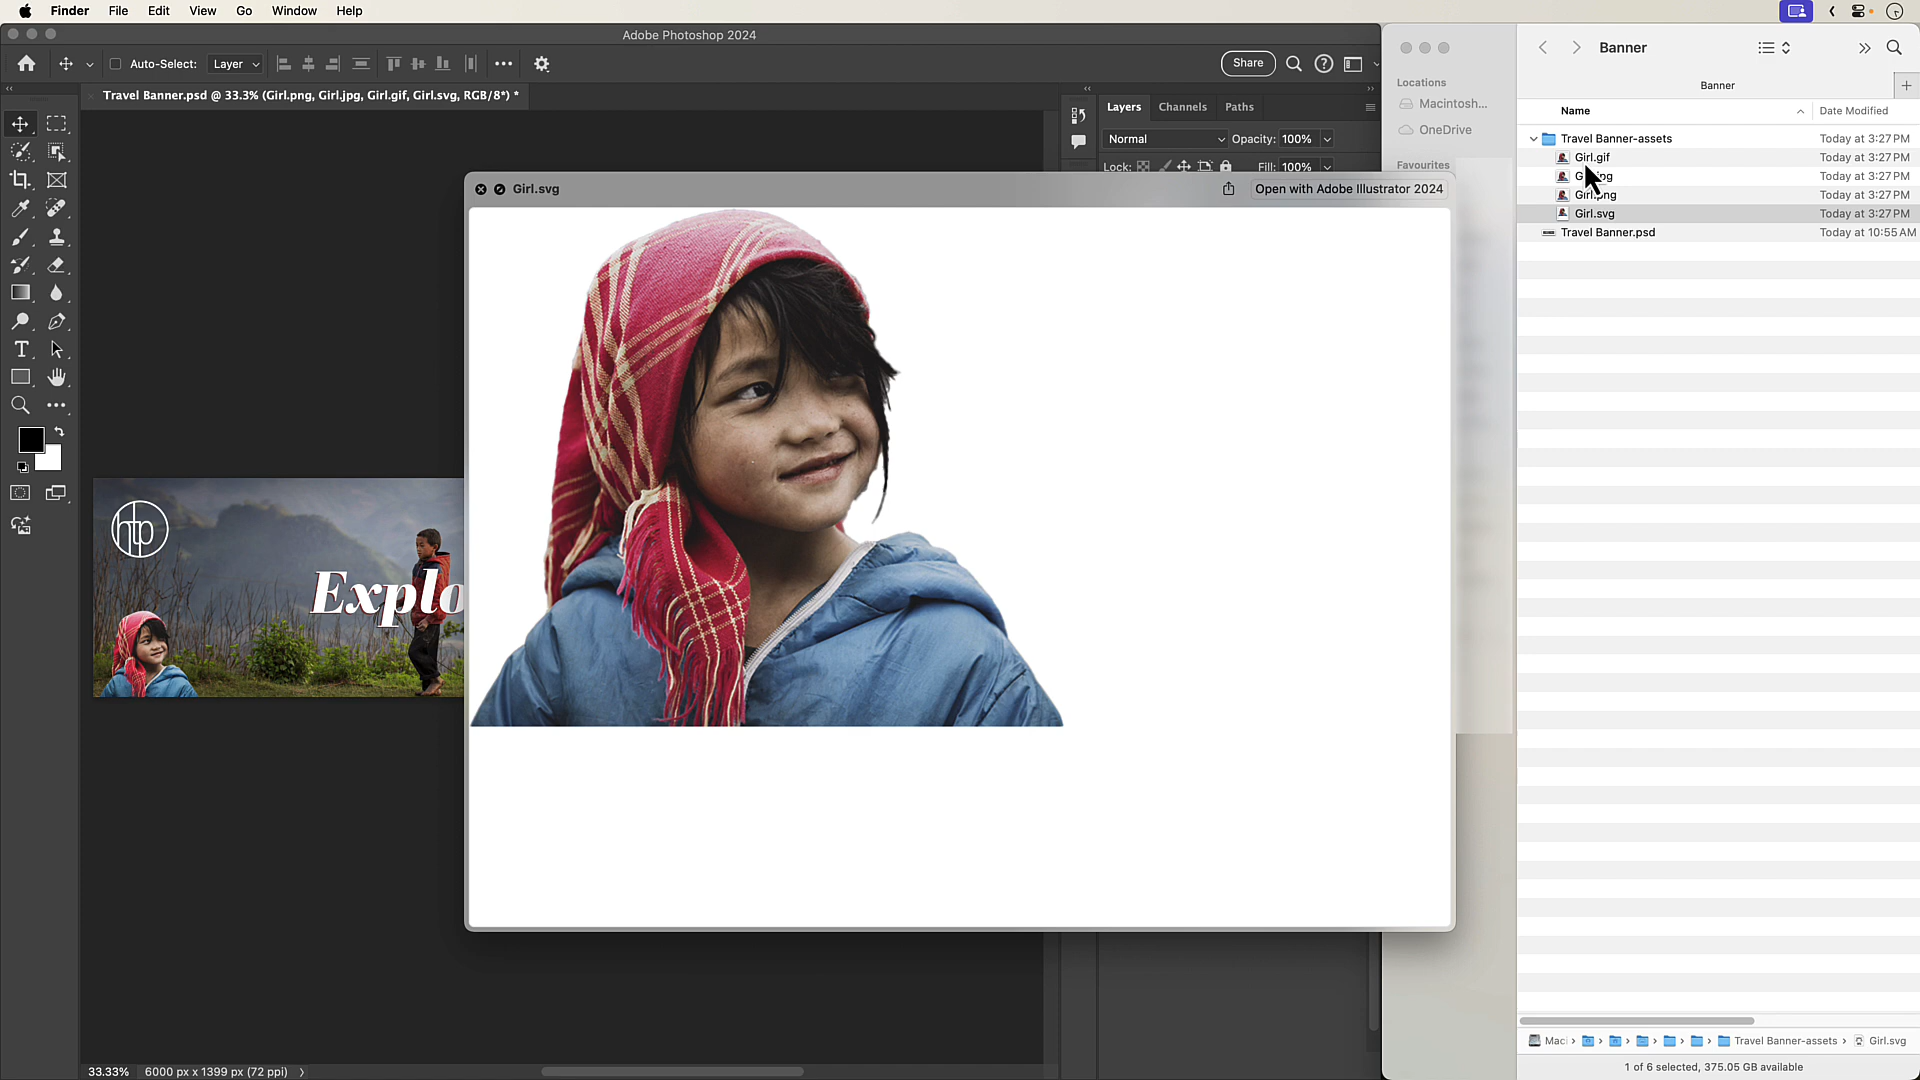 Finder File Edit View Go Window Help
Adobe Photoshop 2024
Auto-Select: Layer
Share
Travel Banner.psd @ 33.3% (Girl.png, Girl.jpg, Girl.gif, Girl.svg, RGB/8*) *
Layers Channels Paths
Normal Opacity: 100%
Lock: Fill: 100%
htp
Explo
33.33% 6000 px x 1399 px (72 ppi)
Girl.svg
Open with Adobe Illustrator 2024
Locations
Macintosh...
OneDrive
Favourites
Banner
Banner
Name Date Modified
Travel Banner-assets Today at 3:27 PM
Girl.gif Today at 3:27 PM
Today at 3:27 PM
Girl.png Today at 3:27 PM
Girl.svg Today at 3:27 PM
Travel Banner.psd Today at 10:55 AM
Maci Travel Banner-assets Girl.svg
1 of 6 selected, 375.05 GB available